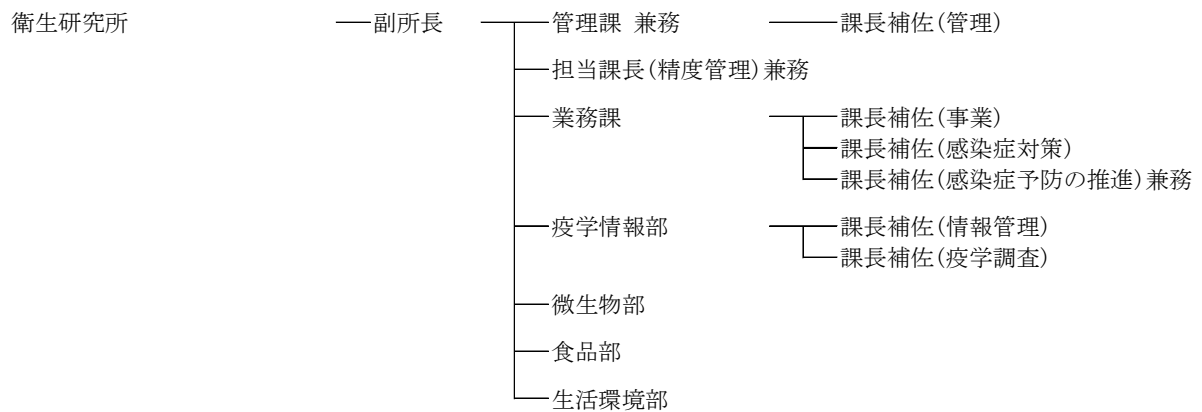 衛生研究所 副所長 管理課 兼務 課長補佐(管理)
担当課長(精度管理)兼務
業務課 課長補佐(事業)
課長補佐(感染症対策)
課長補佐(感染症予防の推進)兼務
疫学情報部 課長補佐(情報管理)
課長補佐(疫学調査)
微生物部
食品部
生活環境部